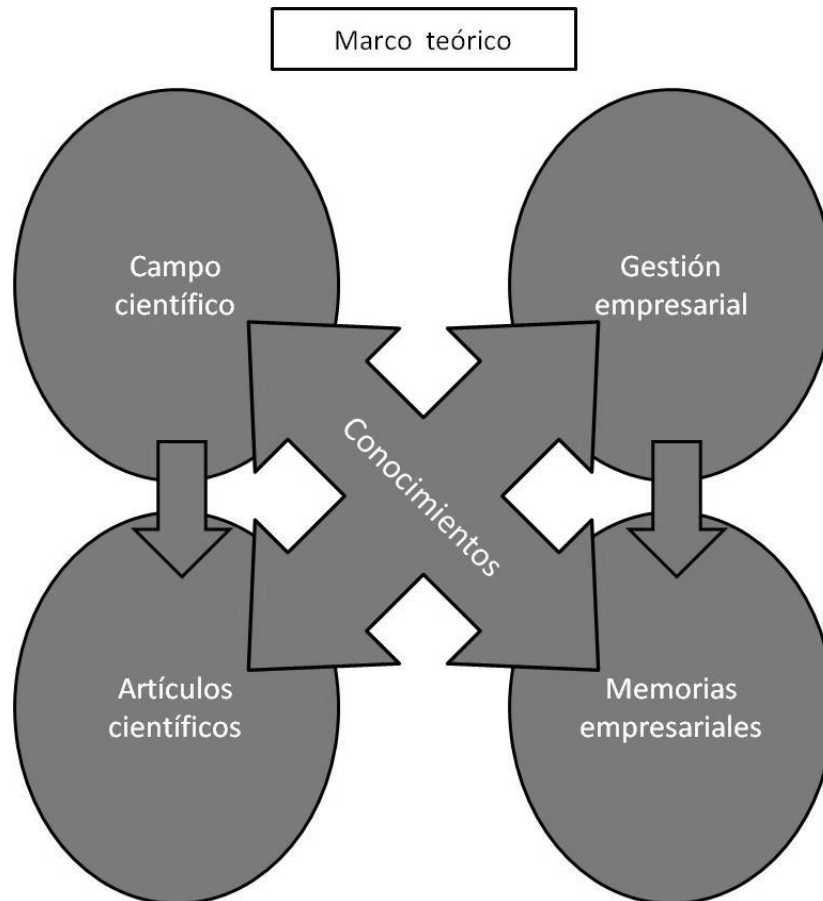 Marco teórico
Campo
científico
Gestión
empresarial
Conocimientos
Artículos
científicos
Memorias
empresariales